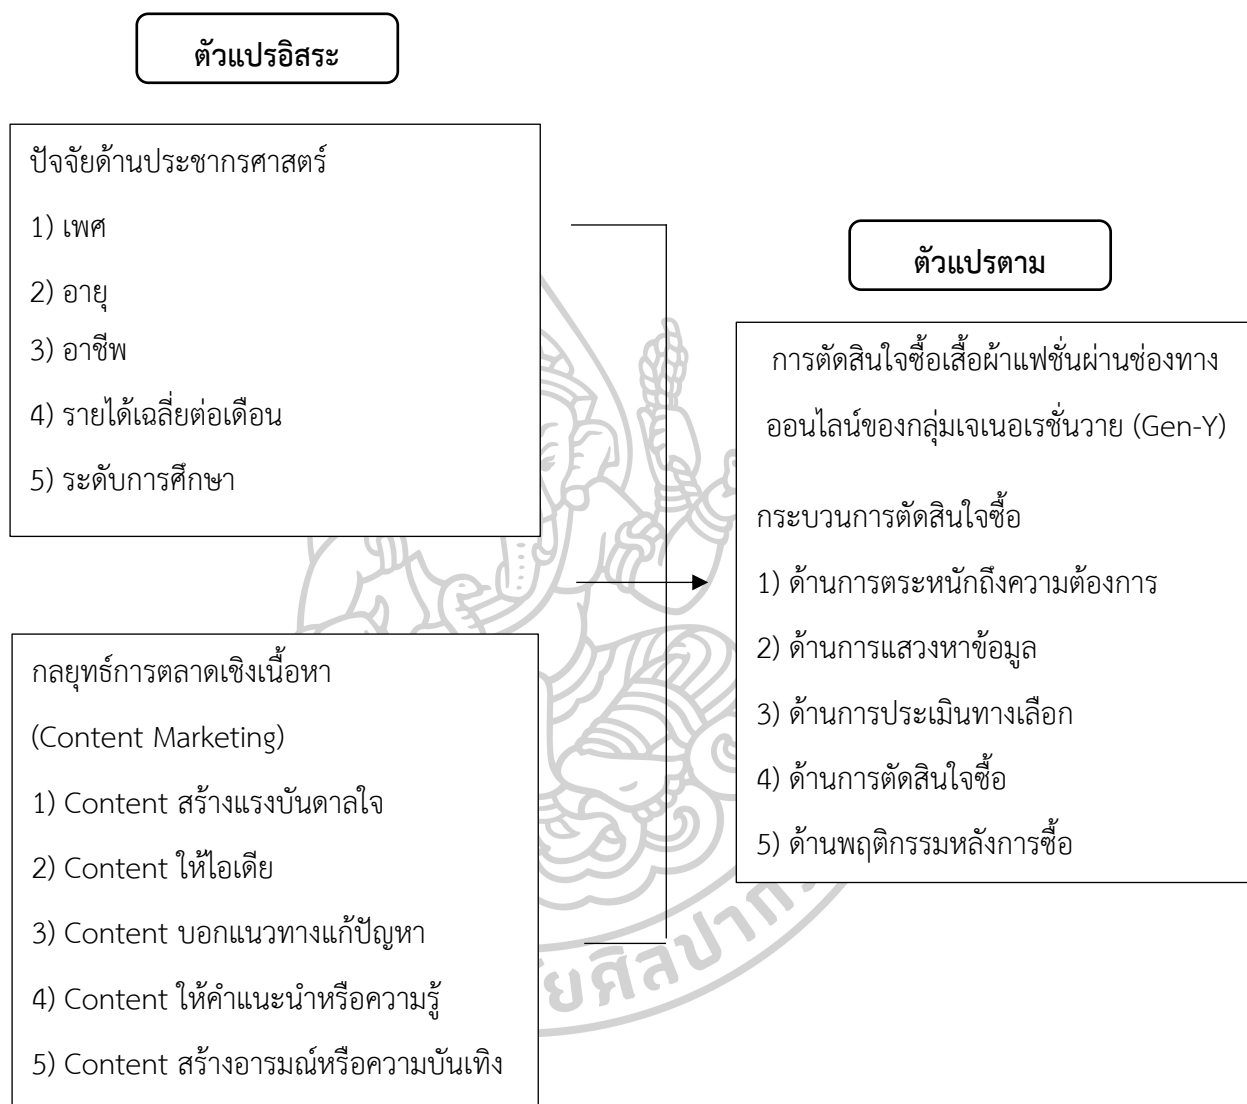 ตัวแปรอิสระ
ปัจจัยด้านประชากรศาสตร์
1) เพศ
2) อายุ
3) อาชีพ
4) รายได้เฉลี่ยต่อเดือน
5) ระดับการศึกษา
กลยุทธ์การตลาดเชิงเนื้อหา
(Content Marketing)
1) Content สร้างแรงบันดาลใจ
2) Content ให้ไอเดีย
3) Content บอกแนวทางแก้ปัญหา
4) Content ให้คำแนะนำหรือความรู้
5) Content สร้างอารมณ์หรือความบันเทิง
ตัวแปรตาม
การตัดสินใจซื้อเสื้อผ้าแฟชั่นผ่านช่องทาง
ออนไลน์ของกลุ่มเจเนอเรชั่นวาย (Gen-Y)
กระบวนการตัดสินใจซื้อ
1) ด้านการตระหนักถึงความต้องการ
2) ด้านการแสวงหาข้อมูล
3) ด้านการประเมินทางเลือก
4) ด้านการตัดสินใจซื้อ
5) ด้านพฤติกรรมหลังการซื้อ